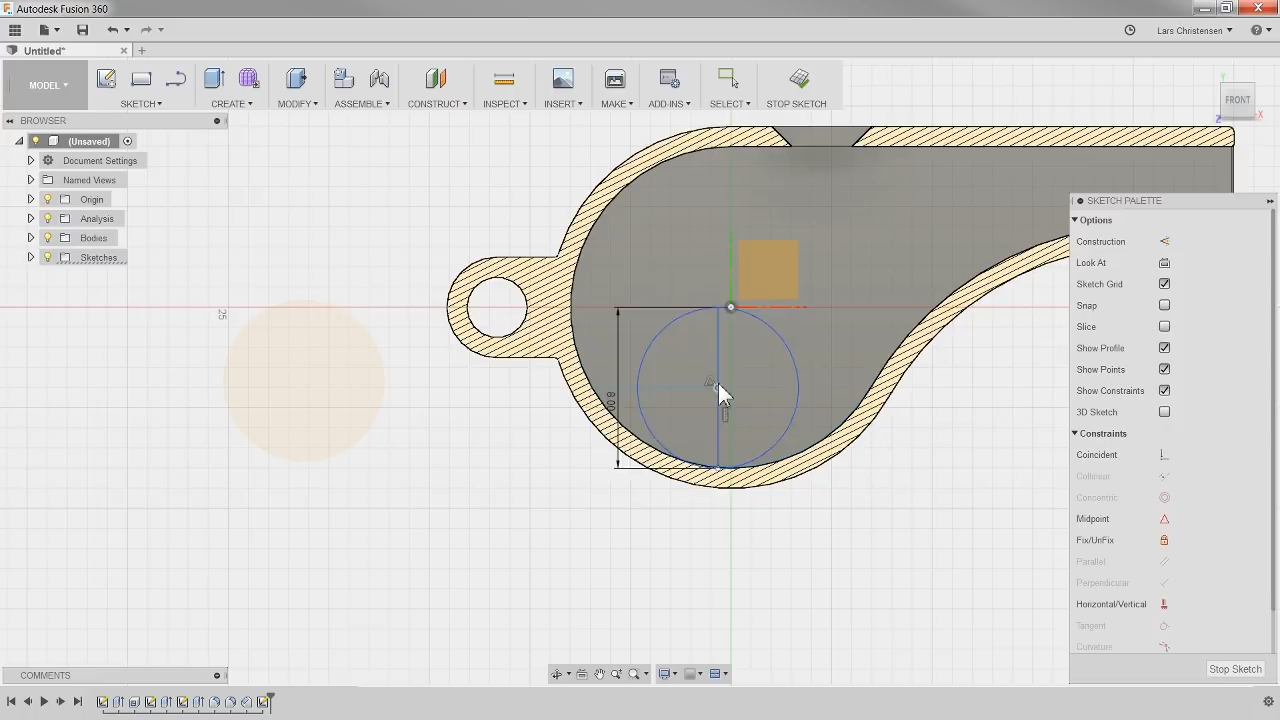 Autodesk Fusion 360
Lars Christensen
Untitled*
MODEL
SKETCH
CREATE
MODIFY
ASSEMBLE
CONSTRUCT
INSPECT
INSERT
MAKE
ADD-INS
SELECT
STOP SKETCH
BROWSER
(Unsaved)
Document Settings
Named Views
Origin
Analysis
Bodies
Sketches
FRONT
Y
X
Z
25
8.00
SKETCH PALETTE
Options
Construction
Look At
Sketch Grid
Snap
Slice
Show Profile
Show Points
Show Constraints
3D Sketch
Constraints
Coincident
Collinear
Concentric
Midpoint
Fix/UnFix
Parallel
Perpendicular
Horizontal/Vertical
Tangent
Curvature
Stop Sketch
COMMENTS